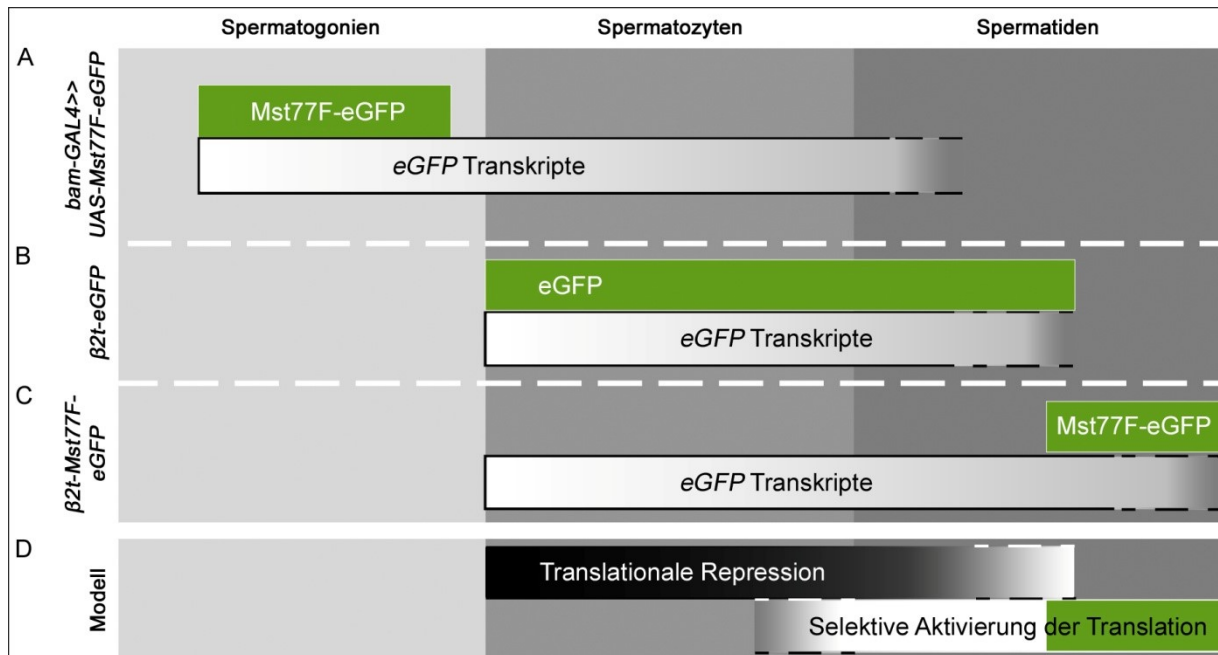 Spermatogonien Spermatozyten Spermatiden
A
bam-GAL4>>
UAS-Mst77F-eGFP
Mst77F-eGFP
eGFP Transkripte
B
β2t-eGFP
eGFP
eGFP Transkripte
C
β2t-Mst77F-
eGFP
Mst77F-eGFP
eGFP Transkripte
D
Modell
Translationale Repression
Selektive Aktivierung der Translation